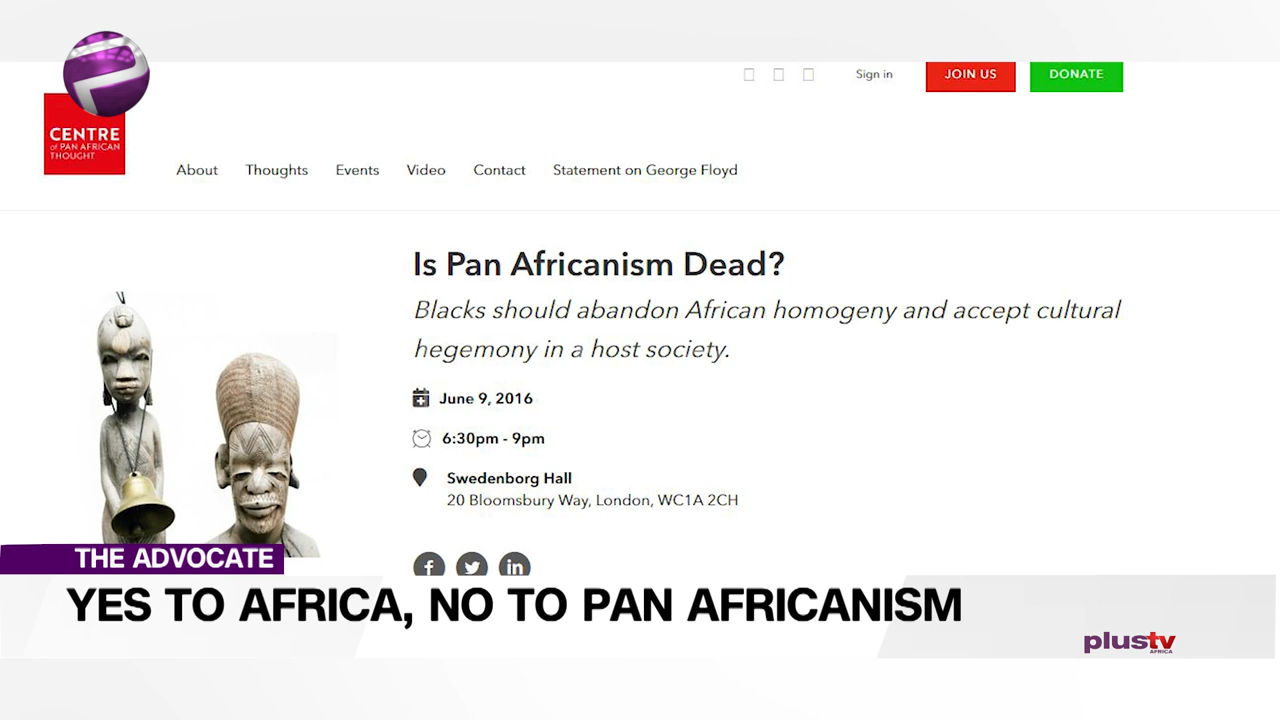 Sign in
JOIN US
DONATE
CENTRE
of PAN AFRICAN
THOUGHT
About
Thoughts
Events
Video
Contact
Statement on George Floyd
Is Pan Africanism Dead?
Blacks should abandon African homogeny and accept cultural
hegemony in a host society.
June 9, 2016
6:30pm - 9pm
Swedenborg Hall
20 Bloomsbury Way, London, WC1A 2CH
f
in
THE ADVOCATE
YES TO AFRICA, NO TO PAN AFRICANISM
plustv
AFRICA